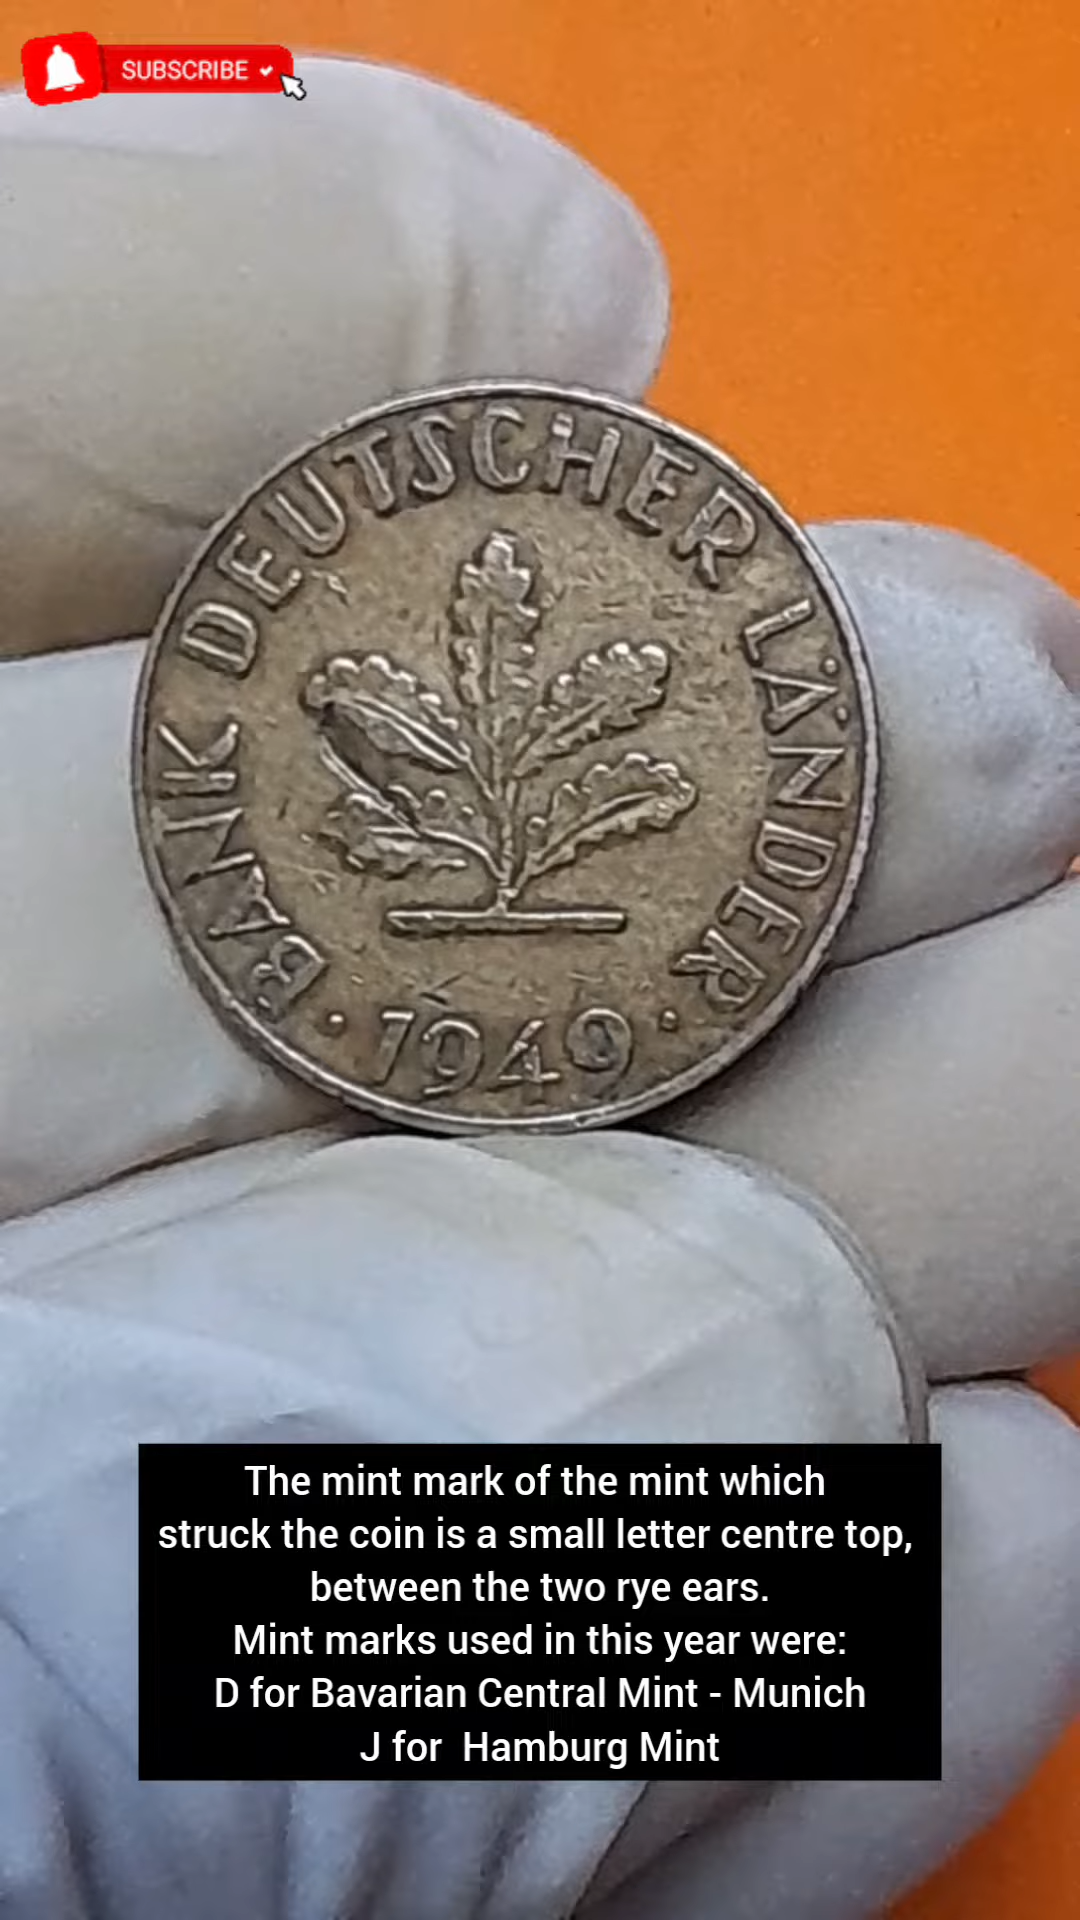 SUBSCRIBE
BANK DEUTSCHER LÄNDER
· 1949 ·
The mint mark of the mint which
struck the coin is a small letter centre top,
between the two rye ears.
Mint marks used in this year were:
D for Bavarian Central Mint - Munich
J for Hamburg Mint